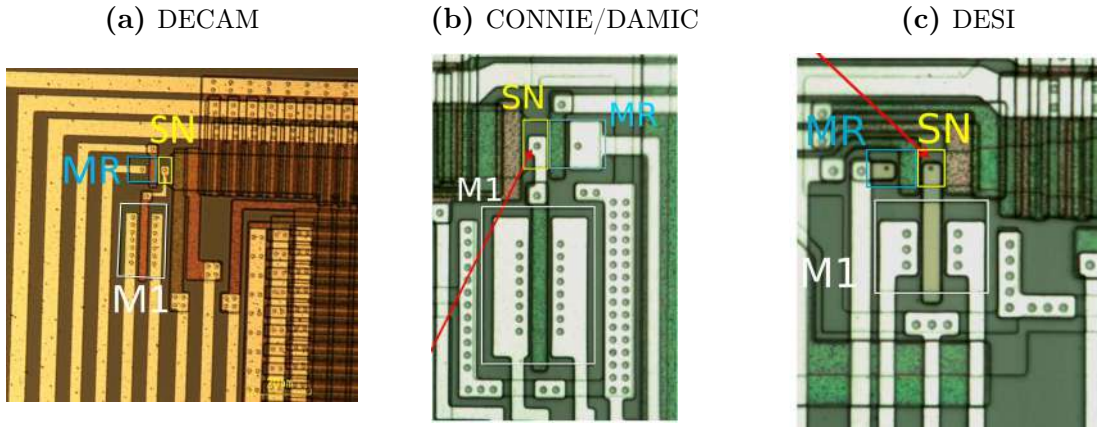 (a) DECAM
SN
MR
M1
(b) CONNIE/DAMIC
SN
MR
M1
(c) DESI
MR
SN
M1